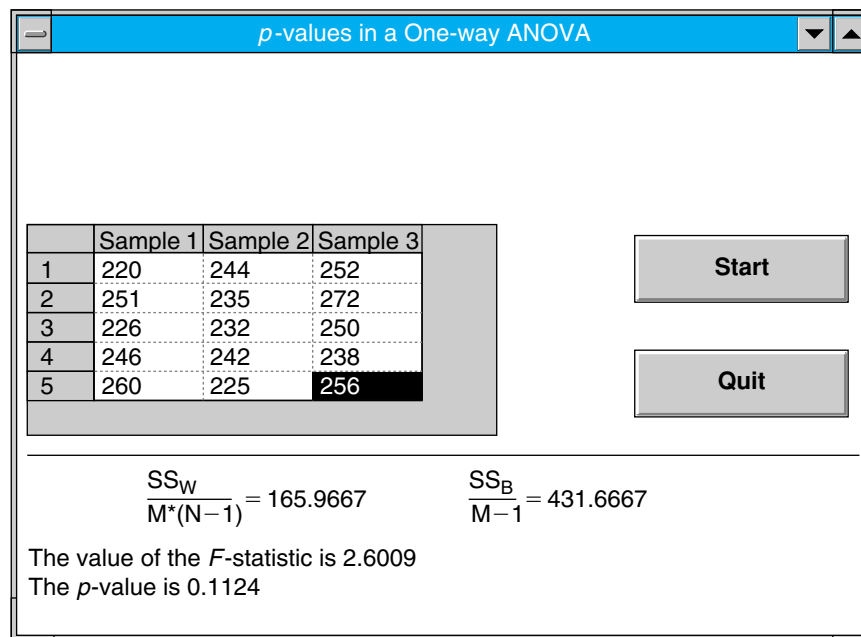 p-values in a One-way ANOVA
Sample 1 Sample 2 Sample 3
1 220 244 252
2 251 235 272
3 226 232 250
4 246 242 238
5 260 225 256
Start
Quit
SS_W / M*(N−1) = 165.9667
SS_B / M−1 = 431.6667
The value of the F-statistic is 2.6009
The p-value is 0.1124